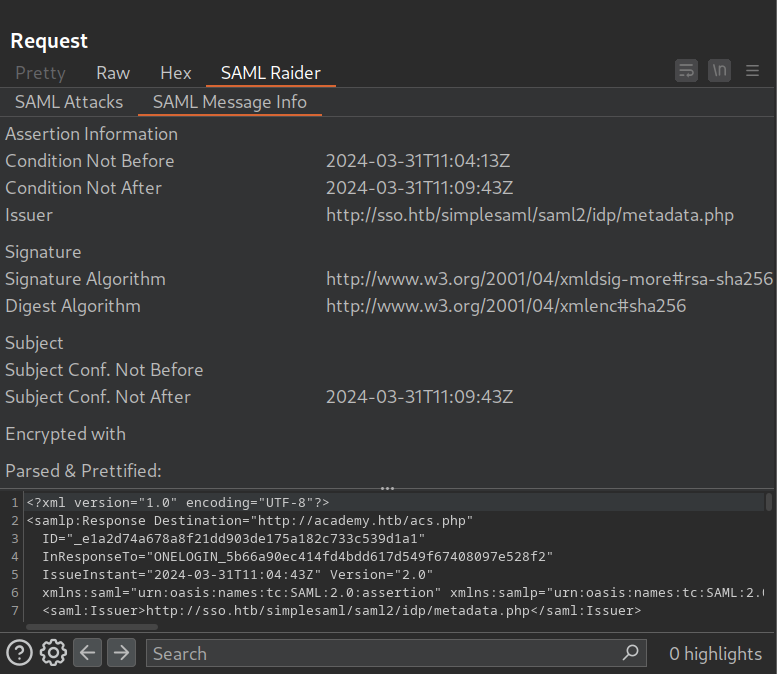 Request
Pretty Raw Hex SAML Raider \n
SAML Attacks SAML Message Info
Assertion Information
Condition Not Before 2024-03-31T11:04:13Z
Condition Not After 2024-03-31T11:09:43Z
Issuer http://sso.htb/simplesaml/saml2/idp/metadata.php
Signature
Signature Algorithm http://www.w3.org/2001/04/xmldsig-more#rsa-sha256
Digest Algorithm http://www.w3.org/2001/04/xmlenc#sha256
Subject
Subject Conf. Not Before
Subject Conf. Not After 2024-03-31T11:09:43Z
Encrypted with
Parsed & Prettified:
1 <?xml version="1.0" encoding="UTF-8"?>
2 <samlp:Response Destination="http://academy.htb/acs.php"
3 ID="_e1a2d74a678a8f21dd903de175a182c733c539d1a1"
4 InResponseTo="ONELOGIN_5b66a90ec414fd4bdd617d549f67408097e528f2"
5 IssueInstant="2024-03-31T11:04:43Z" Version="2.0"
6 xmlns:saml="urn:oasis:names:tc:SAML:2.0:assertion" xmlns:samlp="urn:oasis:names:tc:SAML:2.
7 <saml:Issuer>http://sso.htb/simplesaml/saml2/idp/metadata.php</saml:Issuer>
? Search 0 highlights